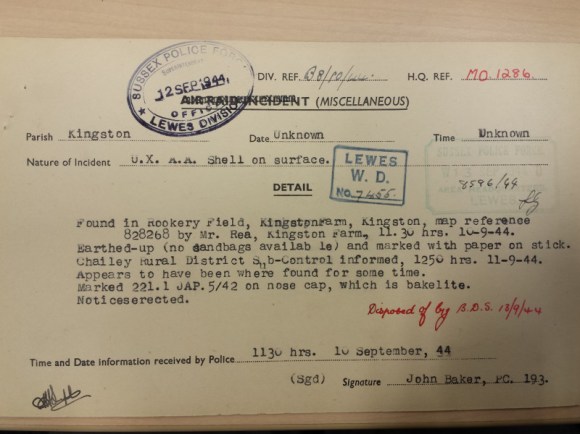 SUSSEX POLICE FORCE
12 SEP 1944
OFFICE
★ LEWES DIVISION
DIV. REF.
H.Q. REF. MO.1286.
AIR RAID INCIDENT (MISCELLANEOUS)
Parish Kingston Date Unknown Time Unknown
Nature of Incident U.X. A.A. Shell on surface.
LEWES
W. D.
NO. 7455.
8596/44
DETAIL
Found in Rookery Field, KingstonFarm, Kingston, map reference
828268 by Mr. Rea, Kingston Farm, 11.30 hrs. 10-9-44.
Earthed-up (no sandbags availab le) and marked with paper on stick.
Chailey Rural District Sub-Control informed, 1250 hrs. 11-9-44.
Appears to have been where found for some time.
Marked 221.1 JAP.5/42 on nose cap, which is bakelite.
Noticeserected.
Disposed of by B.D.S. 13/9/44
Time and Date information received by Police 1130 hrs. 10 September, 44
(Sgd) Signature John Baker, PC. 193.